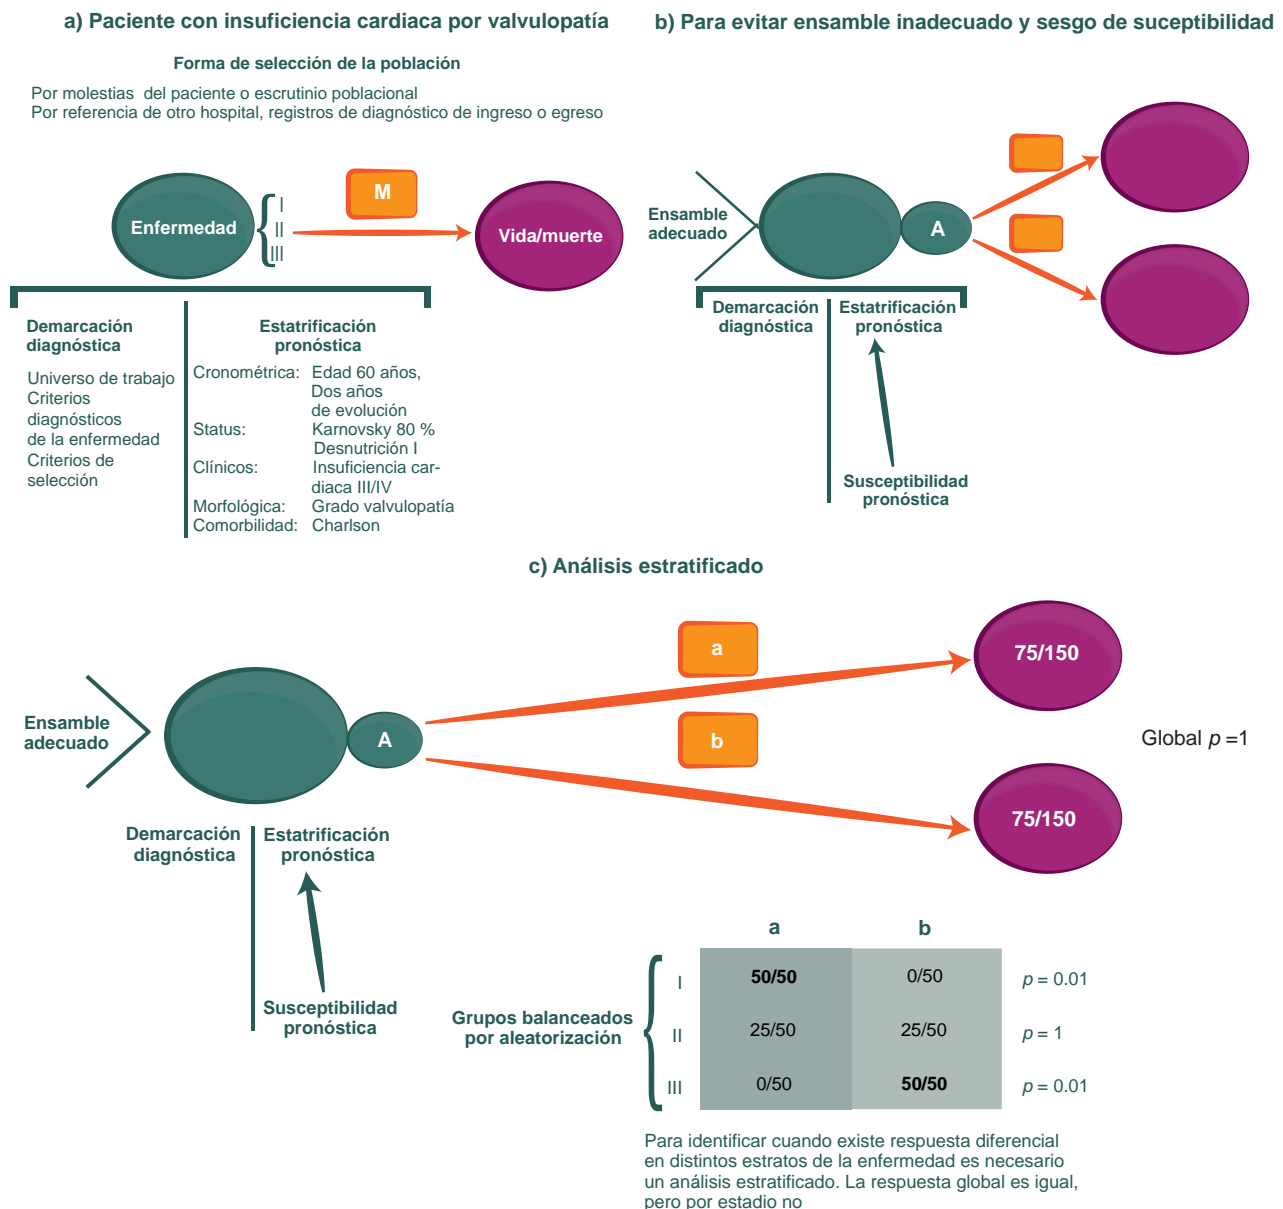 a) Paciente con insuficiencia cardiaca por valvulopatía
Forma de selección de la población
Por molestias del paciente o escrutinio poblacional
Por referencia de otro hospital, registros de diagnóstico de ingreso o egreso
Enfermedad
I
II
III
M
Vida/muerte
Demarcación
diagnóstica
Universo de trabajo
Criterios
diagnósticos
de la enfermedad
Criterios de
selección
Estatrificación
pronóstica
Cronométrica: Edad 60 años,
Dos años
de evolución
Status: Karnovsky 80 %
Desnutrición I
Clínicos: Insuficiencia car-
diaca III/IV
Morfológica: Grado valvulopatía
Comorbilidad: Charlson
b) Para evitar ensamble inadecuado y sesgo de suceptibilidad
Ensamble
adecuado
A
Demarcación
diagnóstica
Estatrificación
pronóstica
Susceptibilidad
pronóstica
c) Análisis estratificado
Ensamble
adecuado
A
a
b
75/150
75/150
Global p =1
Demarcación
diagnóstica
Estatrificación
pronóstica
Susceptibilidad
pronóstica
Grupos balanceados
por aleatorización
a b
I 50/50 0/50 p = 0.01
II 25/50 25/50 p = 1
III 0/50 50/50 p = 0.01
Para identificar cuando existe respuesta diferencial
en distintos estratos de la enfermedad es necesario
un análisis estratificado. La respuesta global es igual,
pero por estadio no